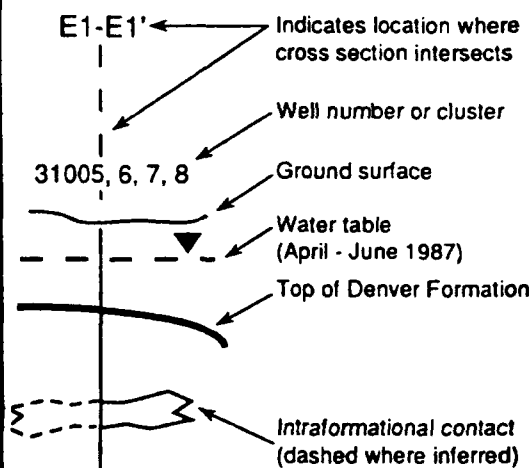 E1-E1'
Indicates location where
cross section intersects
Well number or cluster
31005, 6, 7, 8
Ground surface
Water table
(April - June 1987)
Top of Denver Formation
Intraformational contact
(dashed where inferred)